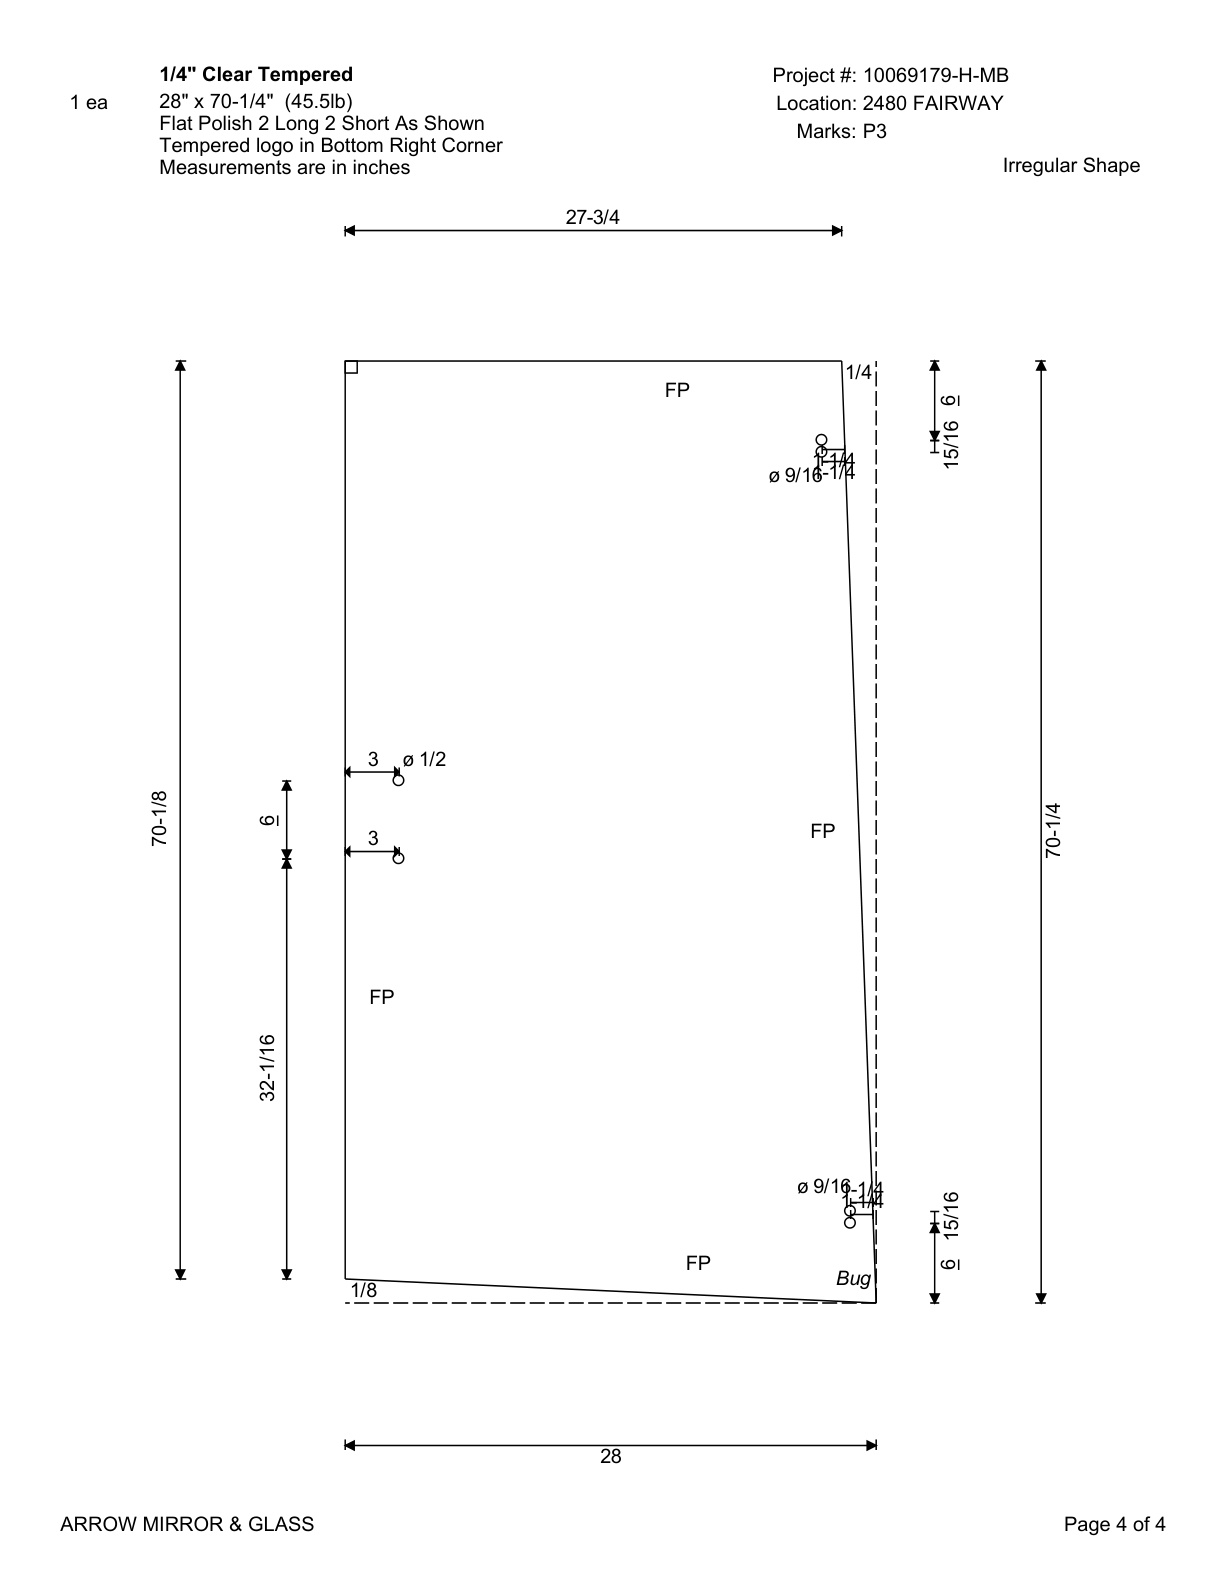 1/4" Clear Tempered
1 ea
28" x 70-1/4" (45.5lb)
Flat Polish 2 Long 2 Short As Shown
Tempered logo in Bottom Right Corner
Measurements are in inches
Project #: 10069179-H-MB
Location: 2480 FAIRWAY
Marks: P3
Irregular Shape
27-3/4
1/4
FP
6
15/16
1-1/4
1-1/4
ø 9/16
3
ø 1/2
6
3
70-1/8
FP
70-1/4
FP
32-1/16
ø 9/16
1-1/4
1-1/4
15/16
6
FP
Bug
1/8
28
ARROW MIRROR & GLASS
Page 4 of 4